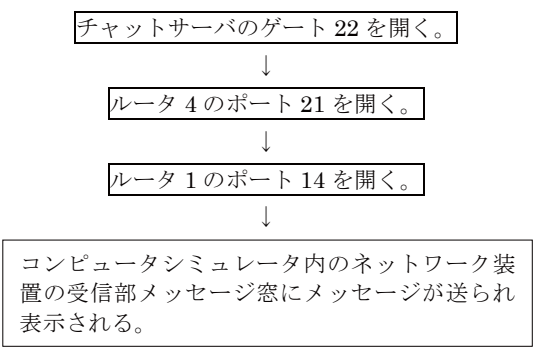 チャットサーバのゲート 22 を開く。
↓
ルータ 4 のポート 21 を開く。
↓
ルータ 1 のポート 14 を開く。
↓
コンピュータシミュレータ内のネットワーク装
置の受信部メッセージ窓にメッセージが送られ
表示される。